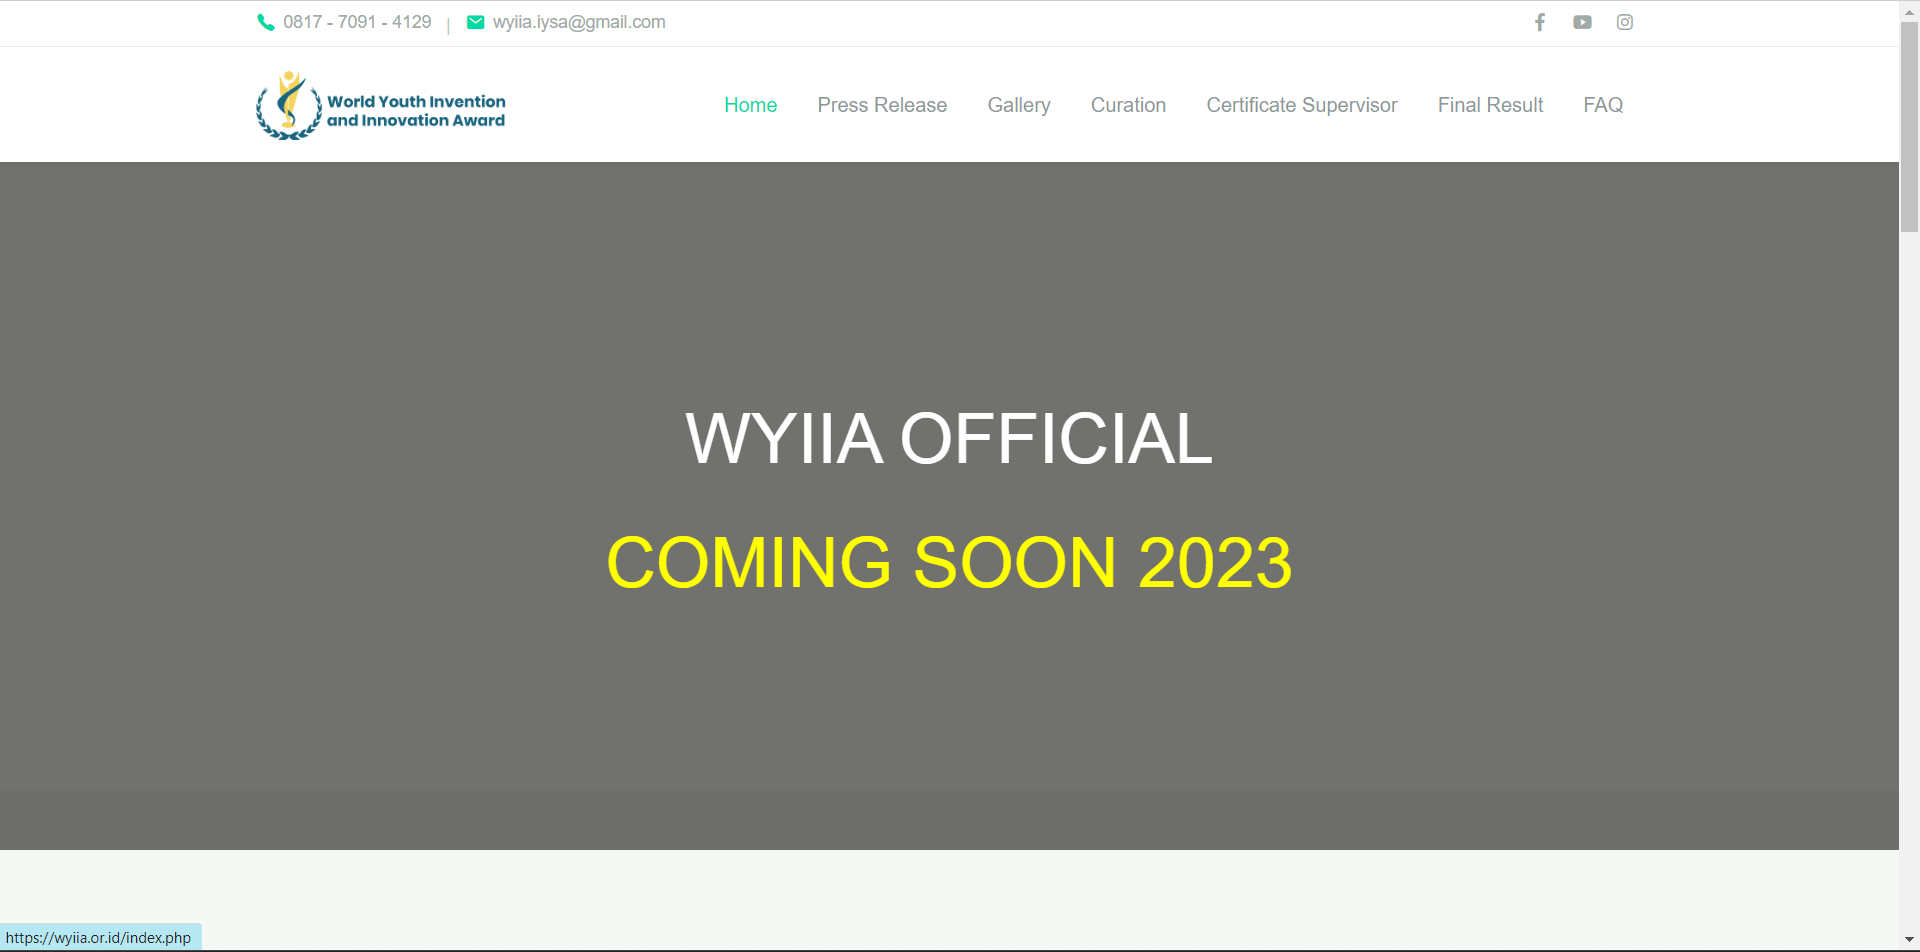 0817 - 7091 - 4129 | wyiia.iysa@gmail.com
World Youth Invention
and Innovation Award
Home Press Release Gallery Curation Certificate Supervisor Final Result FAQ
WYIIA OFFICIAL
COMING SOON 2023
https://wyiia.or.id/index.php